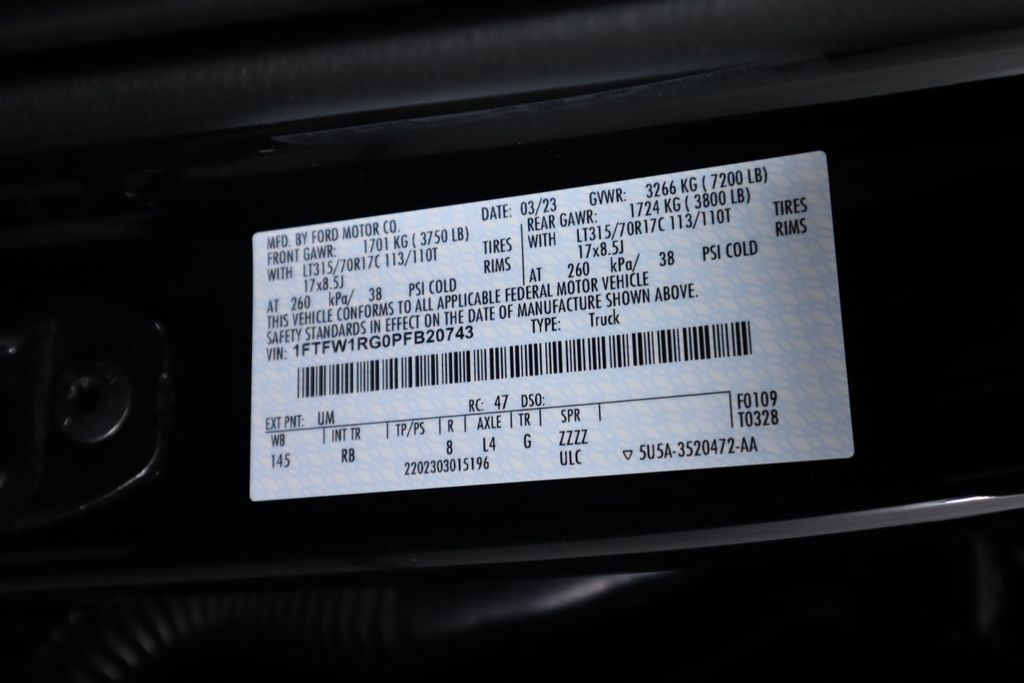 MFD. BY FORD MOTOR CO.
DATE: 03/23
GVWR: 3266 KG ( 7200 LB)
FRONT GAWR: 1701 KG ( 3750 LB)
WITH LT315/70R17C 113/110T TIRES
17x8.5J RIMS
AT 260 kPa/ 38 PSI COLD
REAR GAWR: 1724 KG ( 3800 LB)
WITH LT315/70R17C 113/110T TIRES
17x8.5J RIMS
AT 260 kPa/ 38 PSI COLD
THIS VEHICLE CONFORMS TO ALL APPLICABLE FEDERAL MOTOR VEHICLE
SAFETY STANDARDS IN EFFECT ON THE DATE OF MANUFACTURE SHOWN ABOVE.
VIN: 1FTFW1RG0PFB20743 TYPE: Truck
EXT PNT: UM RC: 47 DSO:
WB INT TR TP/PS R AXLE TR SPR
145 RB 8 L4 G ZZZZ
2202303015196 ULC
F0109
T0328
▽ 5U5A-3520472-AA